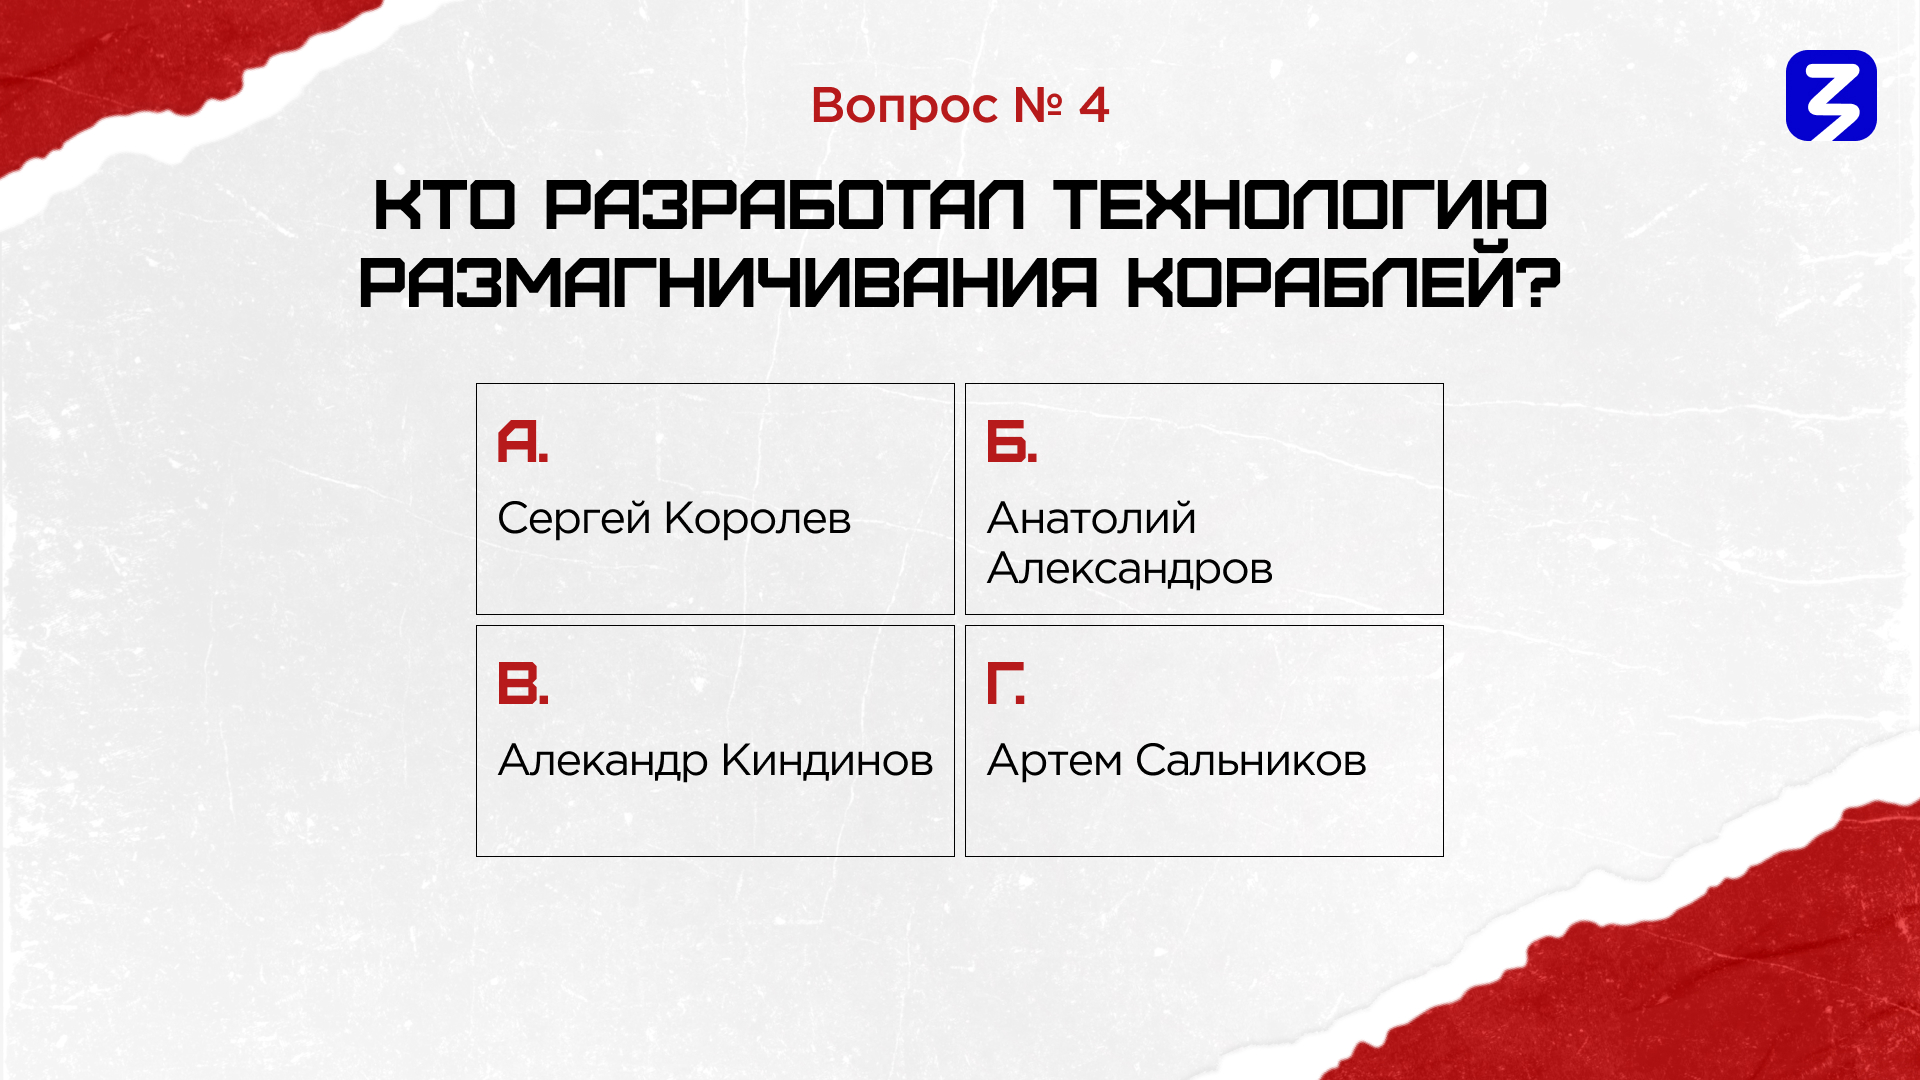 Вопрос № 4
КТО РАЗРАБОТАЛ ТЕХНОЛОГИЮ
РАЗМАГНИЧИВАНИЯ КОРАБЛЕЙ?
А.
Сергей Королев
Б.
Анатолий
Александров
В.
Алекандр Киндинов
Г.
Артем Сальников